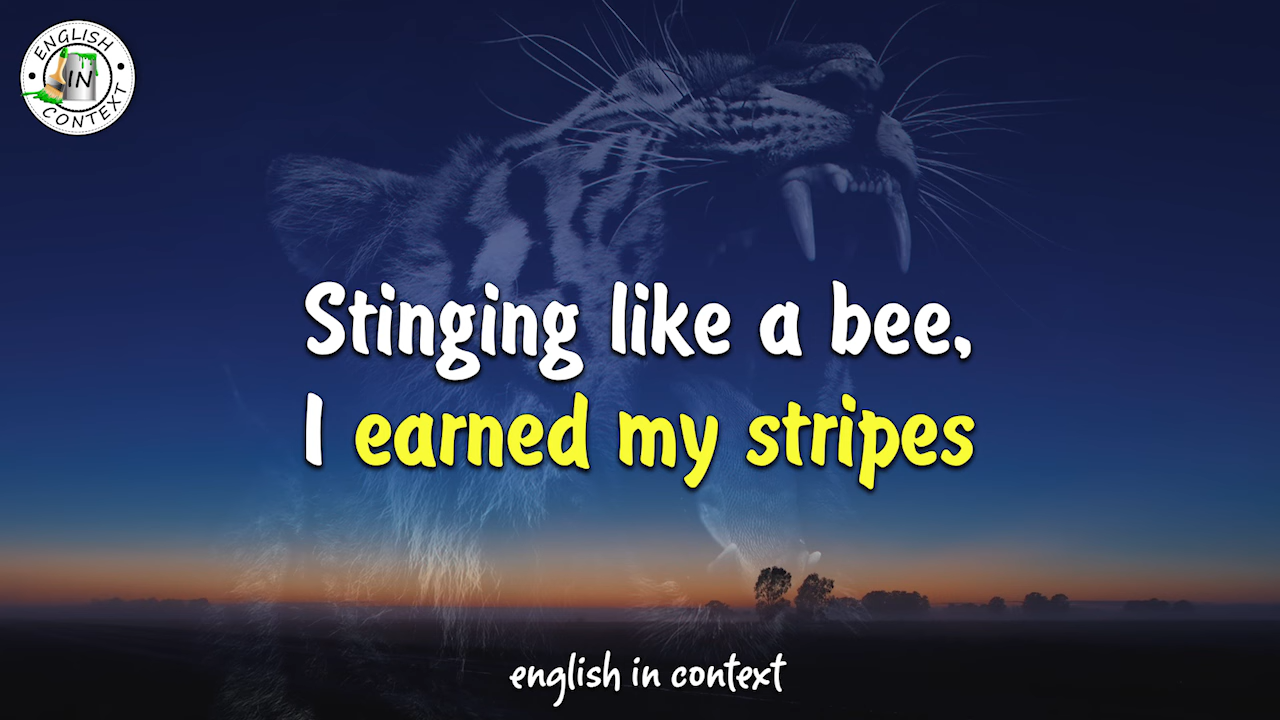 ENGLISH
IN
CONTEXT
Stinging like a bee,
I earned my stripes
english in context